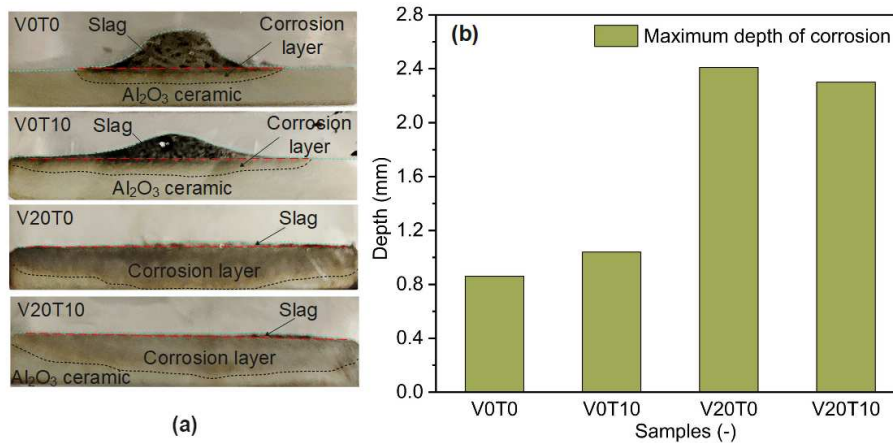 V0T0
Slag
Corrosion
layer
Al₂O₃ ceramic
V0T10
Slag
Corrosion
layer
Al₂O₃ ceramic
V20T0
Slag
Corrosion layer
V20T10
Slag
Corrosion layer
Al₂O₃ ceramic
(a)
(b)
Maximum depth of corrosion
Depth (mm)
2.8
2.4
2.0
1.6
1.2
0.8
0.4
0.0
V0T0 V0T10 V20T0 V20T10
Samples (-)